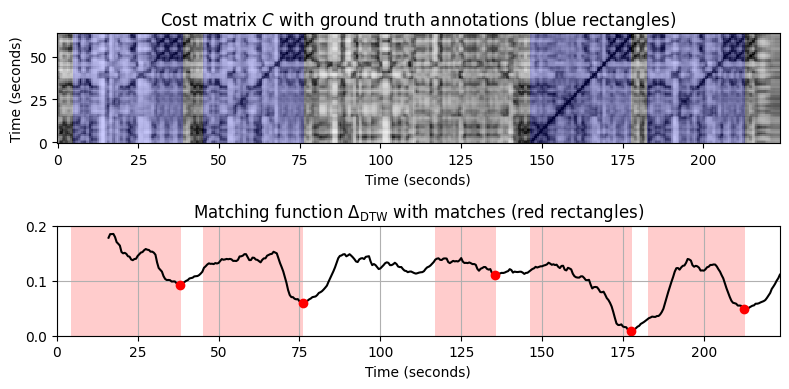 Cost matrix C with ground truth annotations (blue rectangles)
Time (seconds)
50
25
0
0 25 50 75 100 125 150 175 200
Time (seconds)
Matching function Δ_DTW with matches (red rectangles)
0.2
0.1
0.0
0 25 50 75 100 125 150 175 200
Time (seconds)